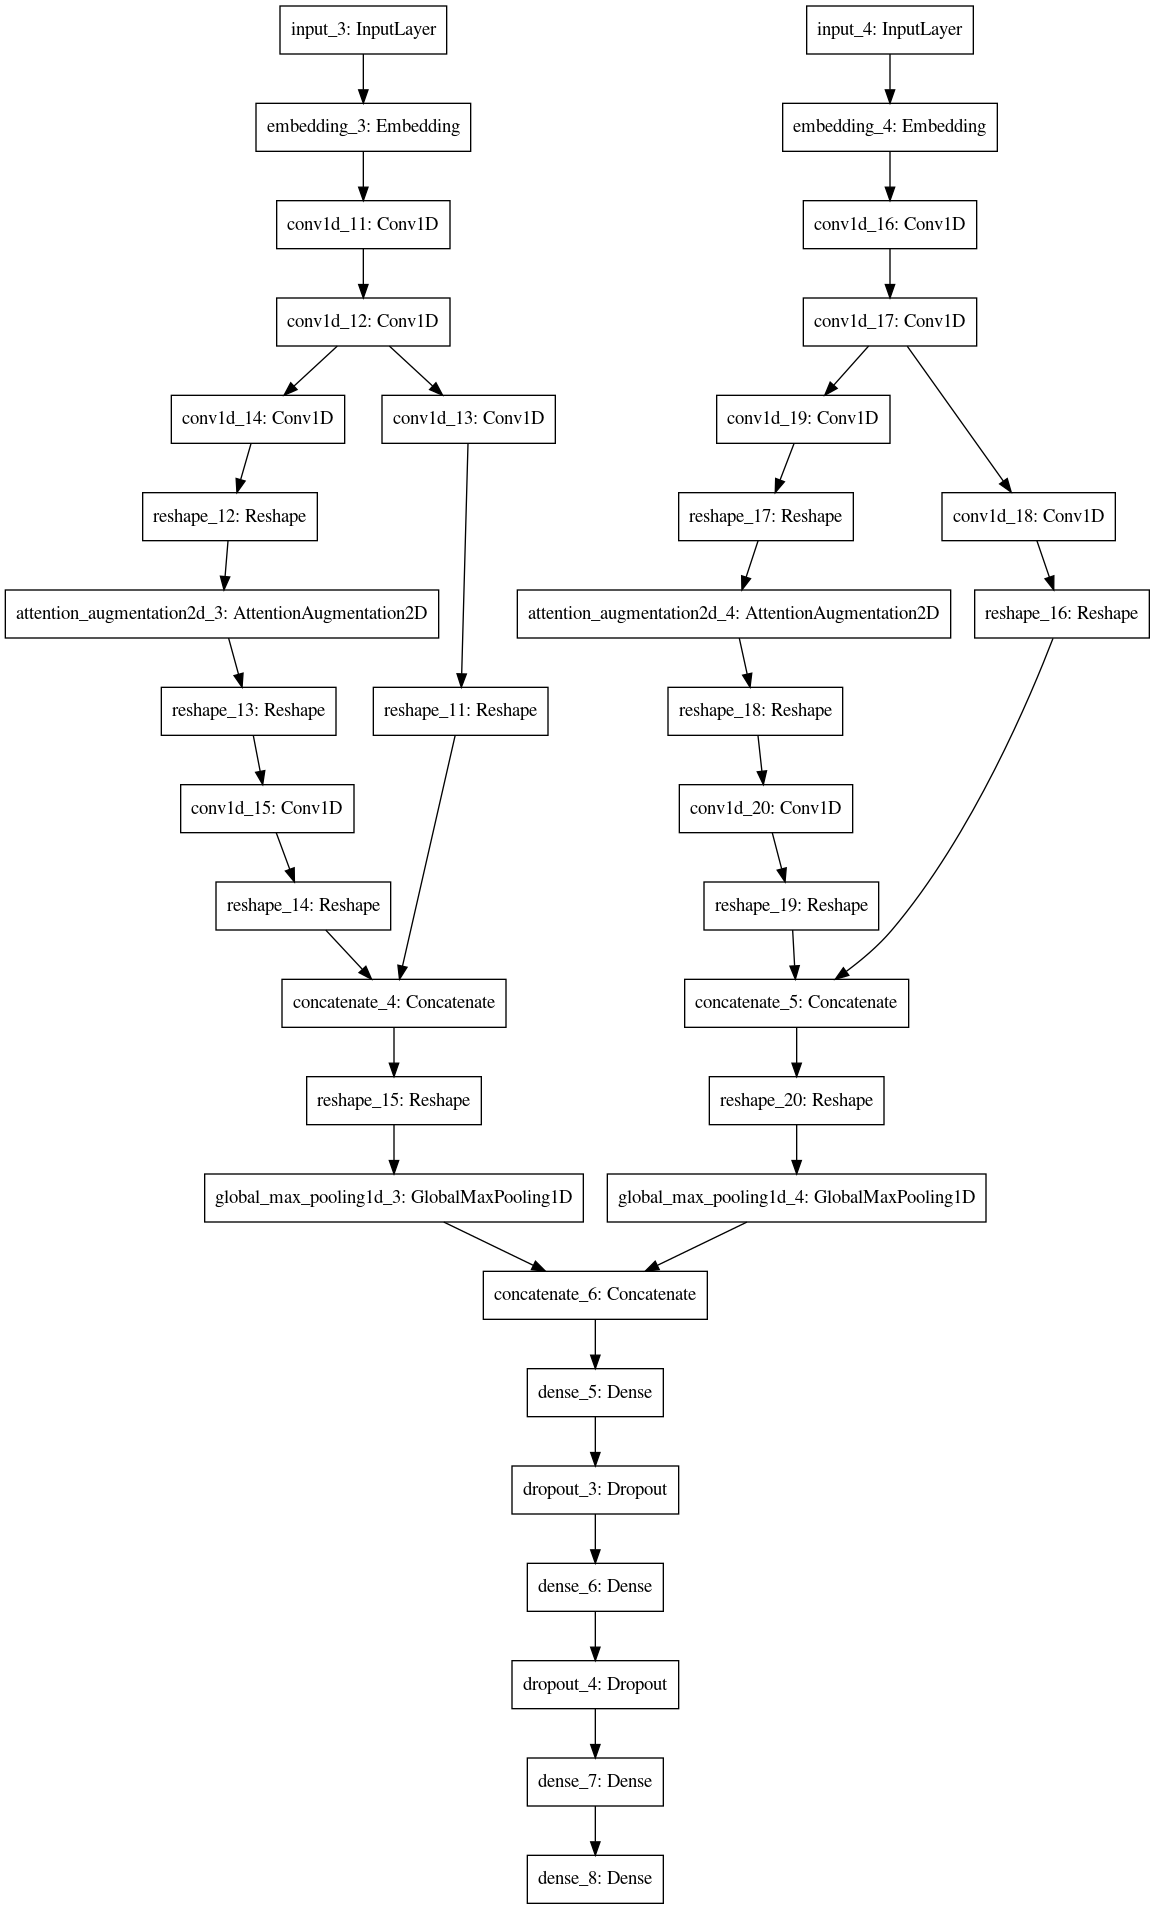 input_3: InputLayer
input_4: InputLayer
embedding_3: Embedding
embedding_4: Embedding
conv1d_11: Conv1D
conv1d_16: Conv1D
conv1d_12: Conv1D
conv1d_17: Conv1D
conv1d_14: Conv1D
conv1d_13: Conv1D
conv1d_19: Conv1D
reshape_12: Reshape
reshape_17: Reshape
conv1d_18: Conv1D
attention_augmentation2d_3: AttentionAugmentation2D
attention_augmentation2d_4: AttentionAugmentation2D
reshape_16: Reshape
reshape_13: Reshape
reshape_11: Reshape
reshape_18: Reshape
conv1d_15: Conv1D
conv1d_20: Conv1D
reshape_14: Reshape
reshape_19: Reshape
concatenate_4: Concatenate
concatenate_5: Concatenate
reshape_15: Reshape
reshape_20: Reshape
global_max_pooling1d_3: GlobalMaxPooling1D
global_max_pooling1d_4: GlobalMaxPooling1D
concatenate_6: Concatenate
dense_5: Dense
dropout_3: Dropout
dense_6: Dense
dropout_4: Dropout
dense_7: Dense
dense_8: Dense